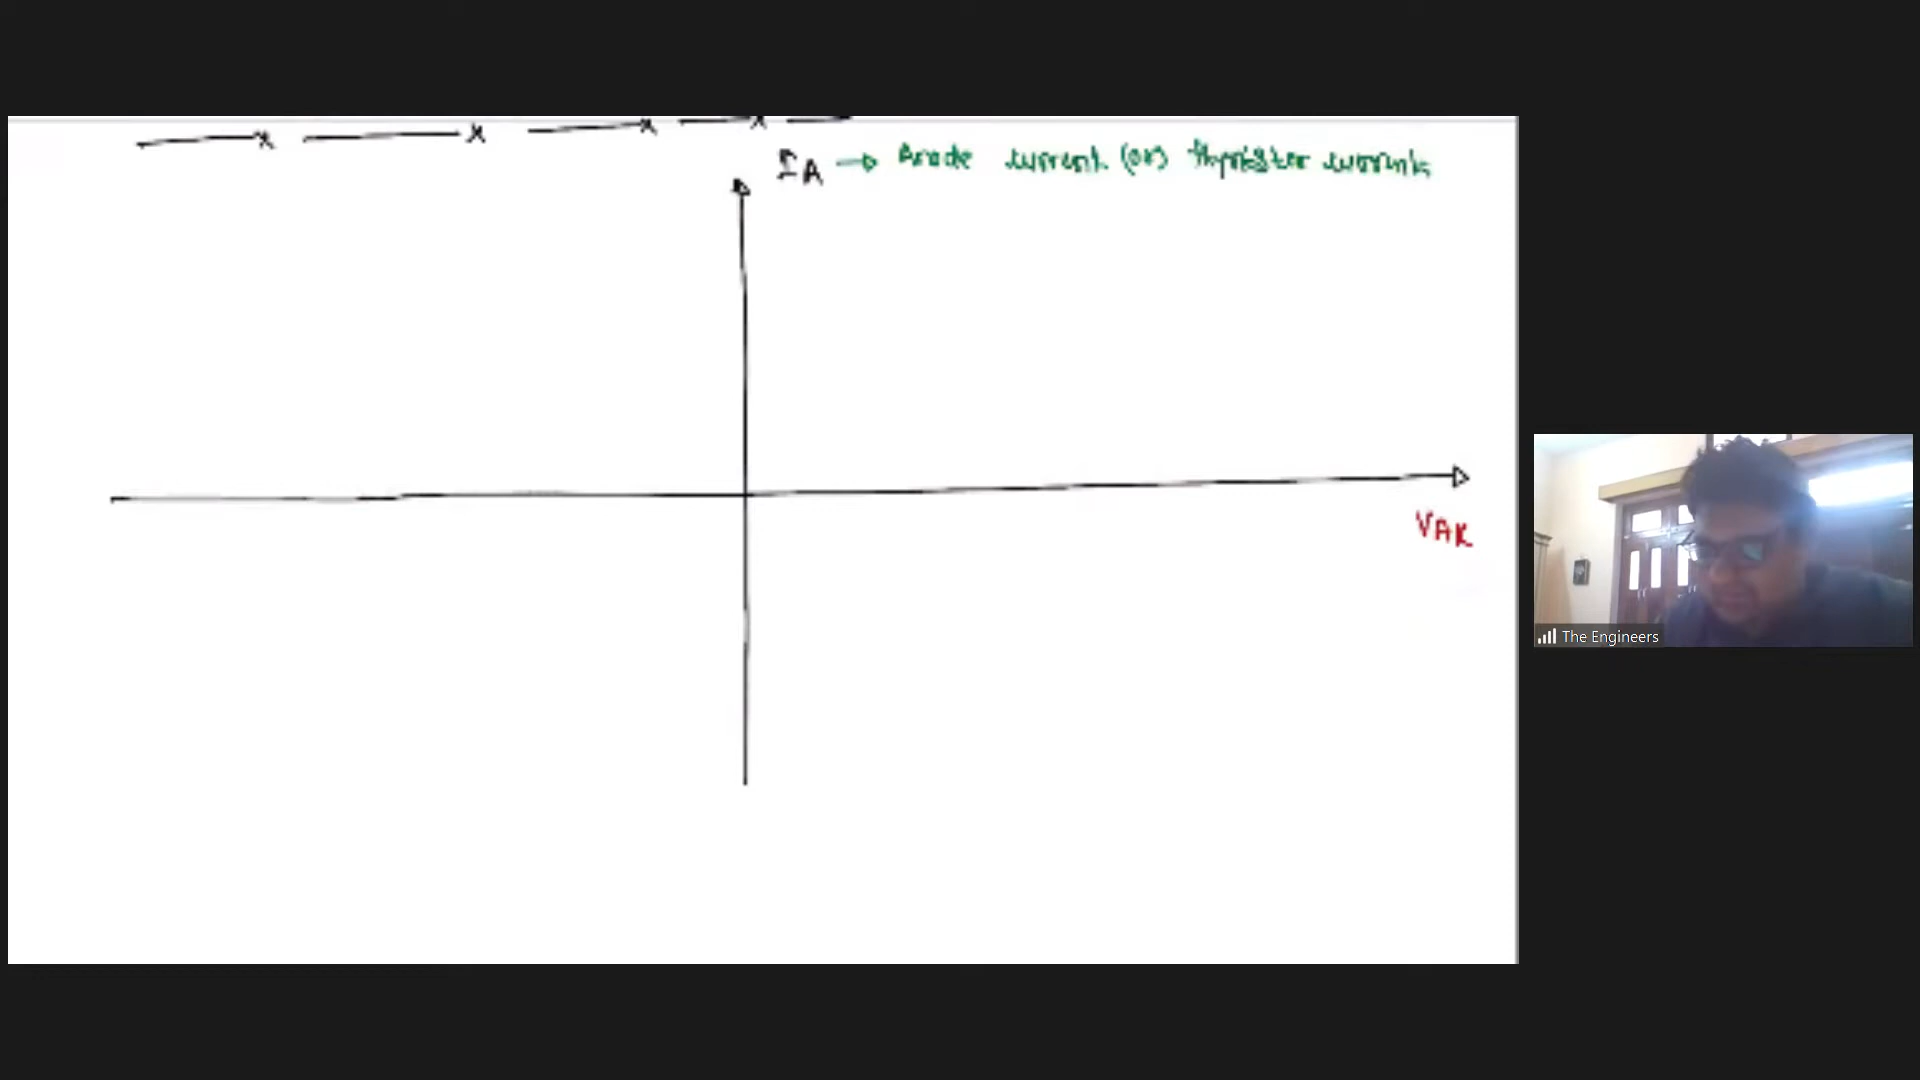 IA → Anode current (or) thyristor current.
VAK
The Engineers